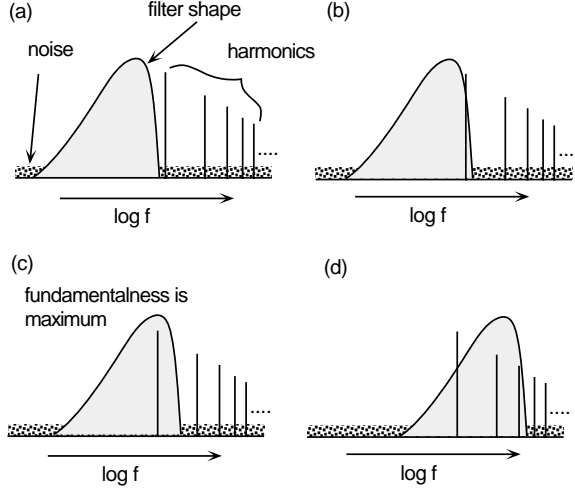 (a)
filter shape
noise
harmonics
....
log f
(b)
....
log f
(c)
fundamentalness is
maximum
....
log f
(d)
....
log f